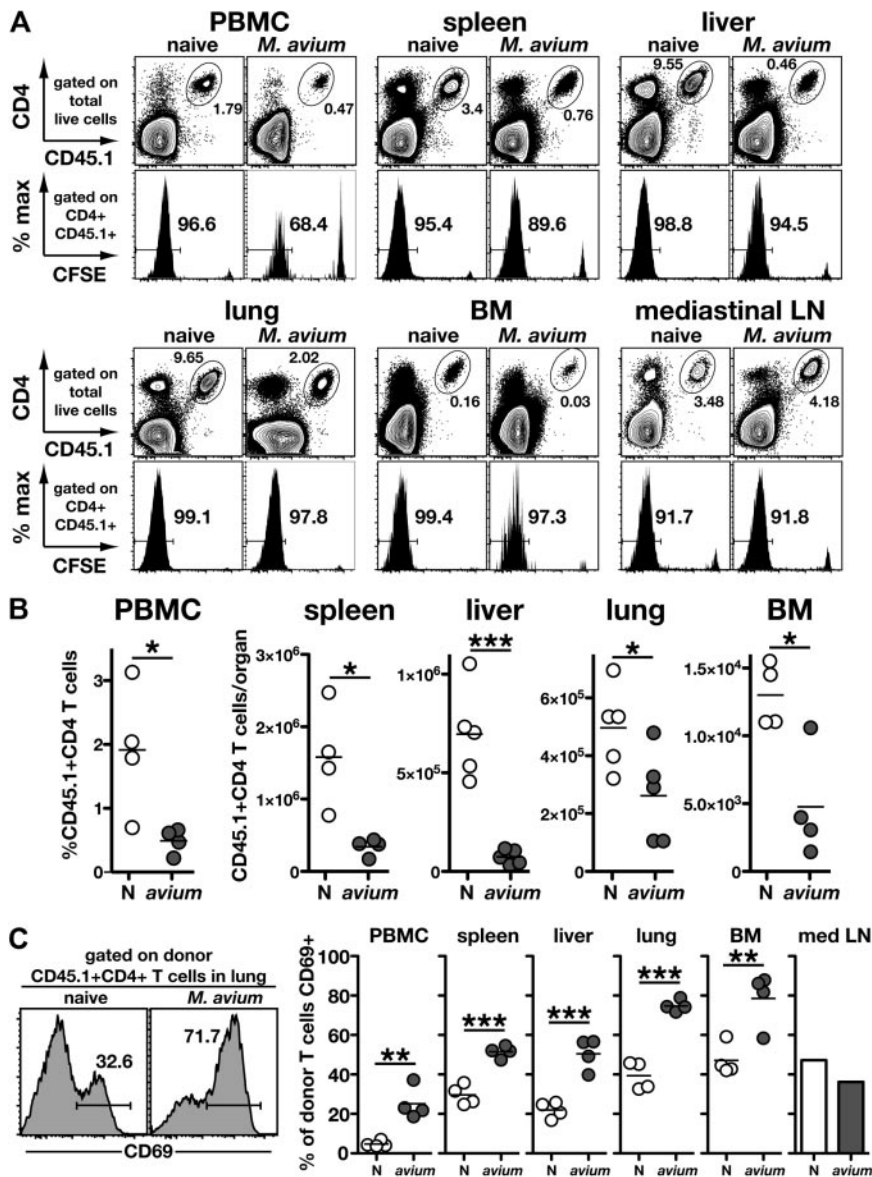 A
PBMC spleen liver
naive M. avium naive M. avium naive M. avium
CD4
gated on
total
live cells
CD45.1
1.79 0.47 3.4 0.76 9.55 0.46
% max
gated on
CD4+
CD45.1+
CFSE
96.6 68.4 95.4 89.6 98.8 94.5
lung BM mediastinal LN
naive M. avium naive M. avium naive M. avium
CD4
gated on
total
live cells
CD45.1
9.65 2.02 0.16 0.03 3.48 4.18
% max
gated on
CD4+
CD45.1+
CFSE
99.1 97.8 99.4 97.3 91.7 91.8
B
PBMC spleen liver lung BM
%CD45.1+CD4 T cells
3
2
1
0
*
N avium
CD45.1+CD4 T cells/organ
3×10⁶
2×10⁶
1×10⁶
0
*
N avium
1×10⁶
5×10⁵
0
***
N avium
6×10⁵
4×10⁵
2×10⁵
0
*
N avium
1.5×10⁴
1.0×10⁴
5.0×10³
0
*
N avium
C
gated on donor
CD45.1+CD4+ T cells in lung
naive M. avium
32.6 71.7
CD69
% of donor T cells CD69+
100
80
60
40
20
0
PBMC spleen liver lung BM med LN
** *** *** *** **
N avium N avium N avium N avium N avium N avium